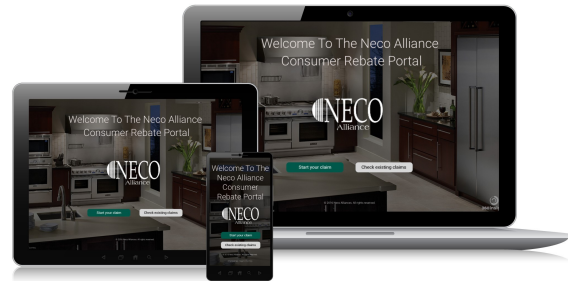 Welcome To The Neco Alliance
Consumer Rebate Portal
NECO
Alliance
Start your claim
Check existing claims
Welcome To The Neco Alliance
Consumer Rebate Portal
NECO
Alliance
Start your claim
Check existing claims
Welcome To The
Neco Alliance
Consumer
Rebate Portal
NECO
Alliance
Start your claim
Check existing claims